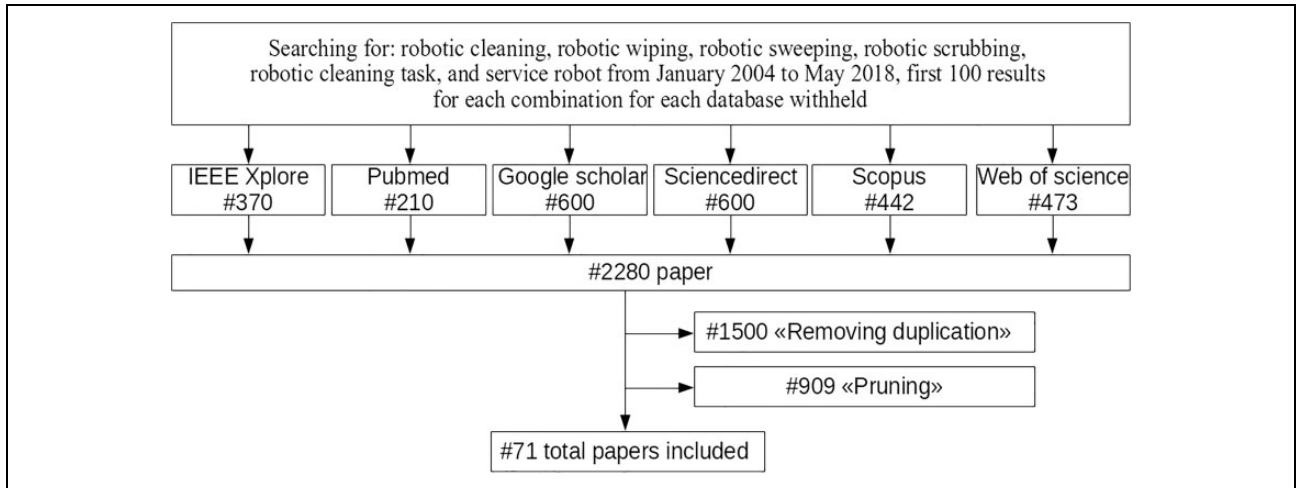 Searching for: robotic cleaning, robotic wiping, robotic sweeping, robotic scrubbing,
robotic cleaning task, and service robot from January 2004 to May 2018, first 100 results
for each combination for each database withheld
IEEE Xplore
#370
Pubmed
#210
Google scholar
#600
Sciencedirect
#600
Scopus
#442
Web of science
#473
#2280 paper
#1500 «Removing duplication»
#909 «Pruning»
#71 total papers included